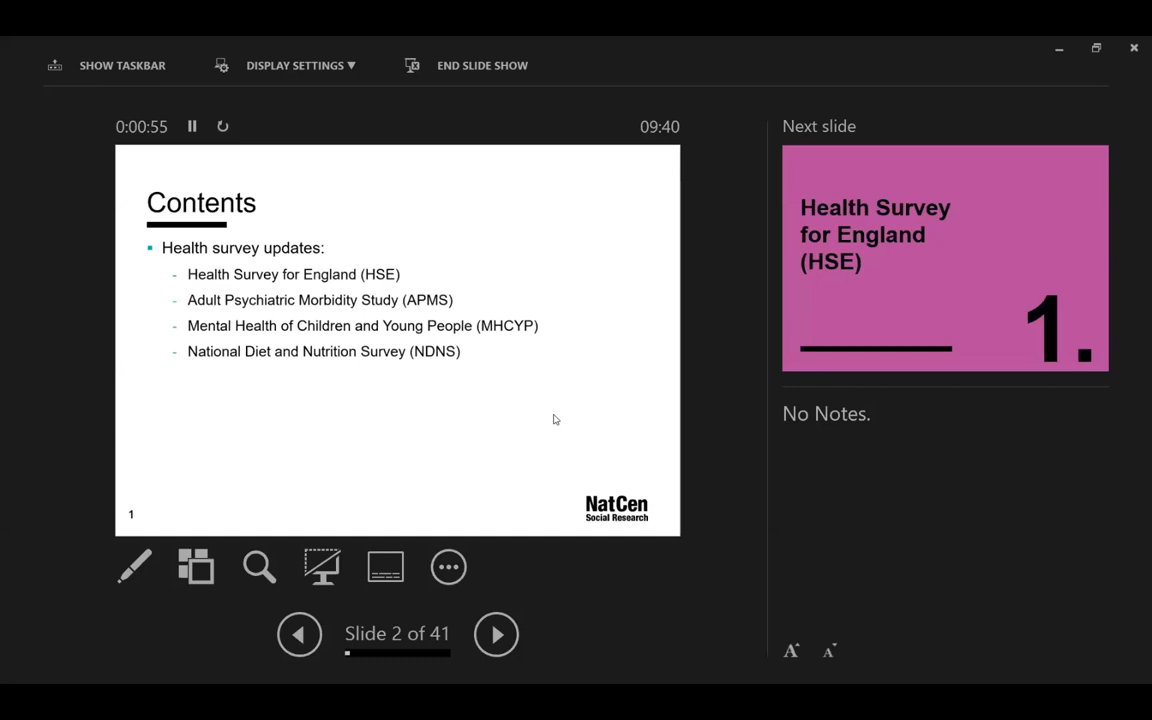 SHOW TASKBAR
DISPLAY SETTINGS ▼
END SLIDE SHOW
0:00:55
09:40
Contents
▪ Health survey updates:
- Health Survey for England (HSE)
- Adult Psychiatric Morbidity Study (APMS)
- Mental Health of Children and Young People (MHCYP)
- National Diet and Nutrition Survey (NDNS)
1
NatCen
Social Research
Slide 2 of 41
Next slide
Health Survey
for England
(HSE)
1.
No Notes.
A
A